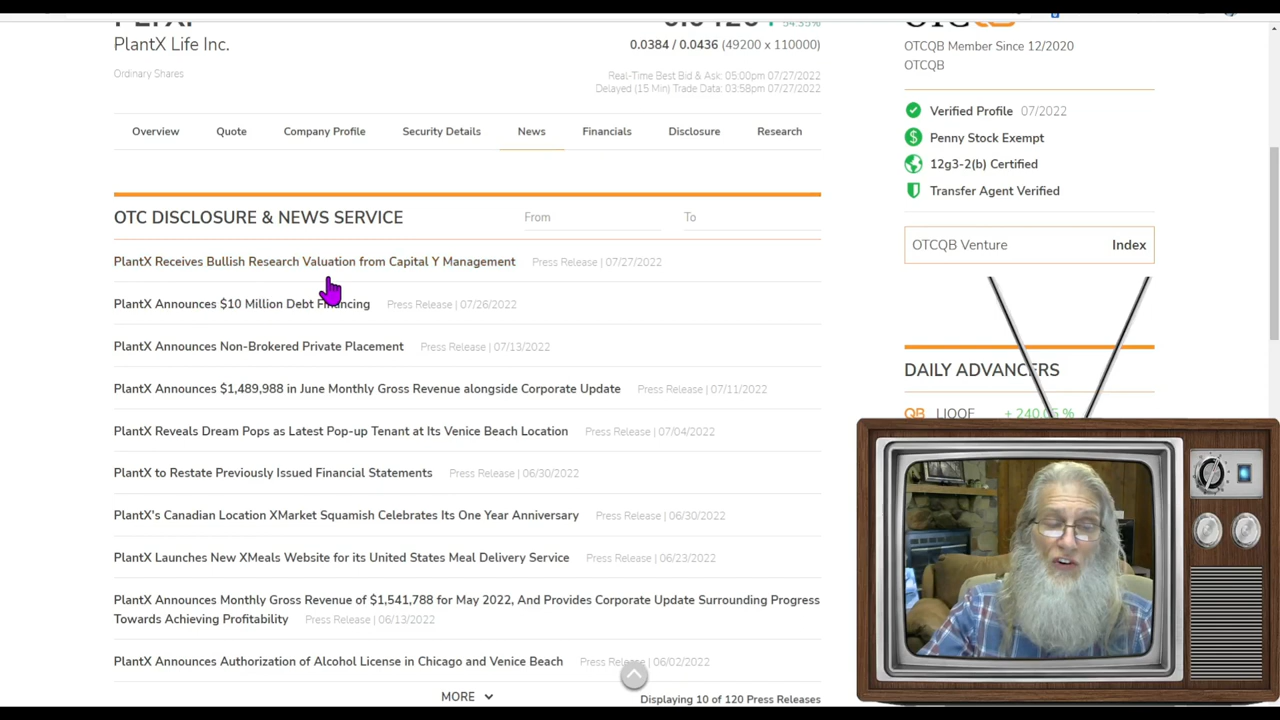 PlantX Life Inc.
0.0384 / 0.0436 (49200 x 110000)
Ordinary Shares
Real-Time Best Bid & Ask: 05:00pm 07/27/2022
Delayed (15 Min) Trade Data: 03:58pm 07/27/2022
Overview Quote Company Profile Security Details News Financials Disclosure Research
OTC DISCLOSURE & NEWS SERVICE From To
PlantX Receives Bullish Research Valuation from Capital Y Management Press Release | 07/27/2022
PlantX Announces $10 Million Debt Financing Press Release | 07/26/2022
PlantX Announces Non-Brokered Private Placement Press Release | 07/13/2022
PlantX Announces $1,489,988 in June Monthly Gross Revenue alongside Corporate Update Press Release | 07/11/2022
PlantX Reveals Dream Pops as Latest Pop-up Tenant at Its Venice Beach Location Press Release | 07/04/2022
PlantX to Restate Previously Issued Financial Statements Press Release | 06/30/2022
PlantX's Canadian Location XMarket Squamish Celebrates Its One Year Anniversary Press Release | 06/30/2022
PlantX Launches New XMeals Website for its United States Meal Delivery Service Press Release | 06/23/2022
PlantX Announces Monthly Gross Revenue of $1,541,788 for May 2022, And Provides Corporate Update Surrounding Progress
Towards Achieving Profitability Press Release | 06/13/2022
PlantX Announces Authorization of Alcohol License in Chicago and Venice Beach Press Release | 06/02/2022
MORE
Displaying 10 of 120 Press Releases
OTCQB Member Since 12/2020
OTCQB
Verified Profile 07/2022
$ Penny Stock Exempt
12g3-2(b) Certified
Transfer Agent Verified
OTCQB Venture Index
DAILY ADVANCERS
QB